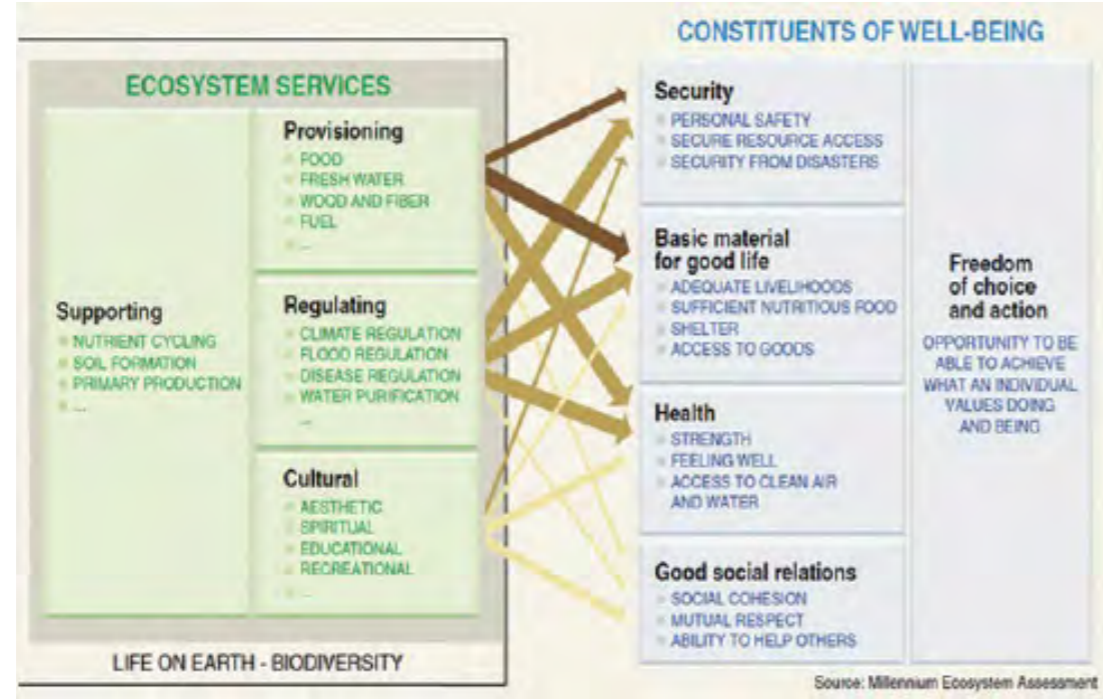 CONSTITUENTS OF WELL-BEING
ECOSYSTEM SERVICES
Supporting
NUTRIENT CYCLING
SOIL FORMATION
PRIMARY PRODUCTION
...
Provisioning
FOOD
FRESH WATER
WOOD AND FIBER
FUEL
...
Regulating
CLIMATE REGULATION
FLOOD REGULATION
DISEASE REGULATION
WATER PURIFICATION
...
Cultural
AESTHETIC
SPIRITUAL
EDUCATIONAL
RECREATIONAL
...
LIFE ON EARTH - BIODIVERSITY
Security
PERSONAL SAFETY
SECURE RESOURCE ACCESS
SECURITY FROM DISASTERS
Basic material
for good life
ADEQUATE LIVELIHOODS
SUFFICIENT NUTRITIOUS FOOD
SHELTER
ACCESS TO GOODS
Health
STRENGTH
FEELING WELL
ACCESS TO CLEAN AIR
AND WATER
Good social relations
SOCIAL COHESION
MUTUAL RESPECT
ABILITY TO HELP OTHERS
Freedom
of choice
and action
OPPORTUNITY TO BE
ABLE TO ACHIEVE
WHAT AN INDIVIDUAL
VALUES DOING
AND BEING
Source: Millennium Ecosystem Assessment